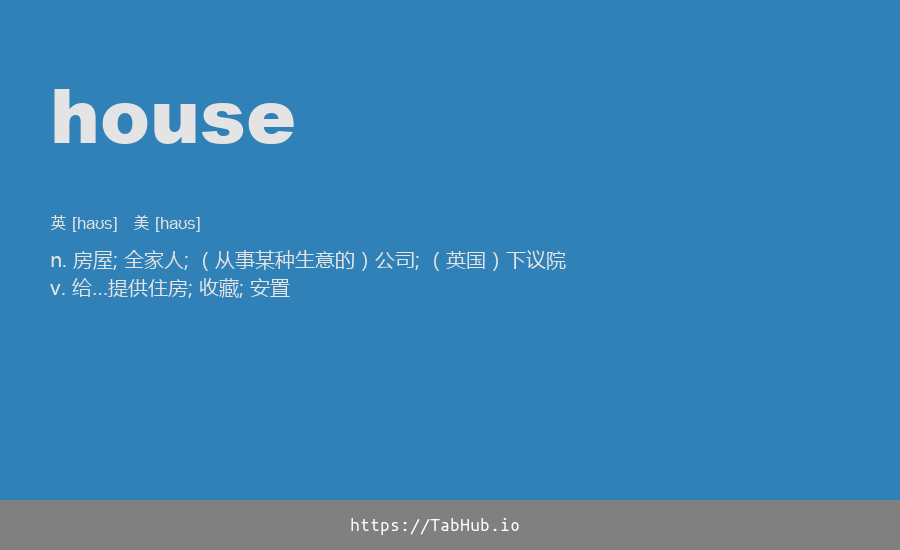 house
英 [haʊs] 美 [haʊs]
n. 房屋; 全家人; （从事某种生意的）公司; （英国）下议院
v. 给...提供住房; 收藏; 安置
https://TabHub.io